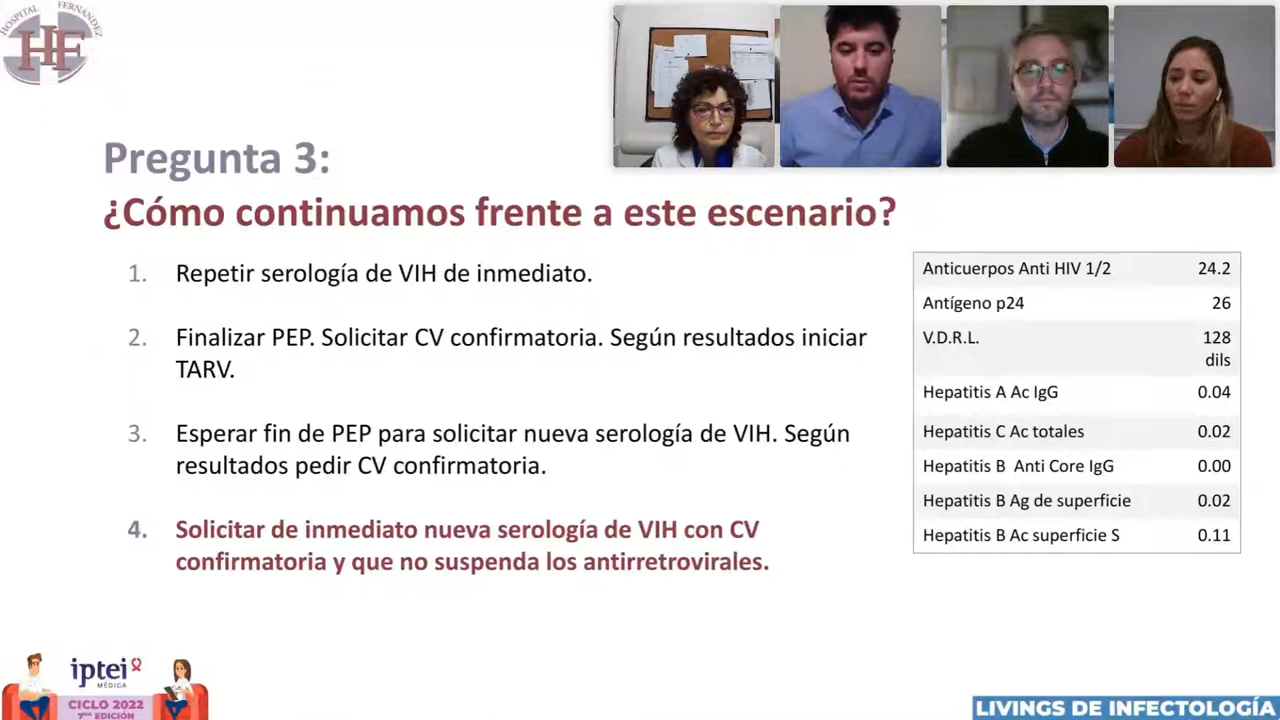 HOSPITAL FERNANDEZ
HF
Pregunta 3:
¿Cómo continuamos frente a este escenario?
1. Repetir serología de VIH de inmediato.
2. Finalizar PEP. Solicitar CV confirmatoria. Según resultados iniciar
TARV.
3. Esperar fin de PEP para solicitar nueva serología de VIH. Según
resultados pedir CV confirmatoria.
4. Solicitar de inmediato nueva serología de VIH con CV
confirmatoria y que no suspenda los antirretrovirales.
Anticuerpos Anti HIV 1/2 24.2
Antígeno p24 26
V.D.R.L. 128
dils
Hepatitis A Ac IgG 0.04
Hepatitis C Ac totales 0.02
Hepatitis B Anti Core IgG 0.00
Hepatitis B Ag de superficie 0.02
Hepatitis B Ac superficie S 0.11
iptei
MÉDICA
CICLO 2022
7ma EDICIÓN
LIVINGS DE INFECTOLOGÍA